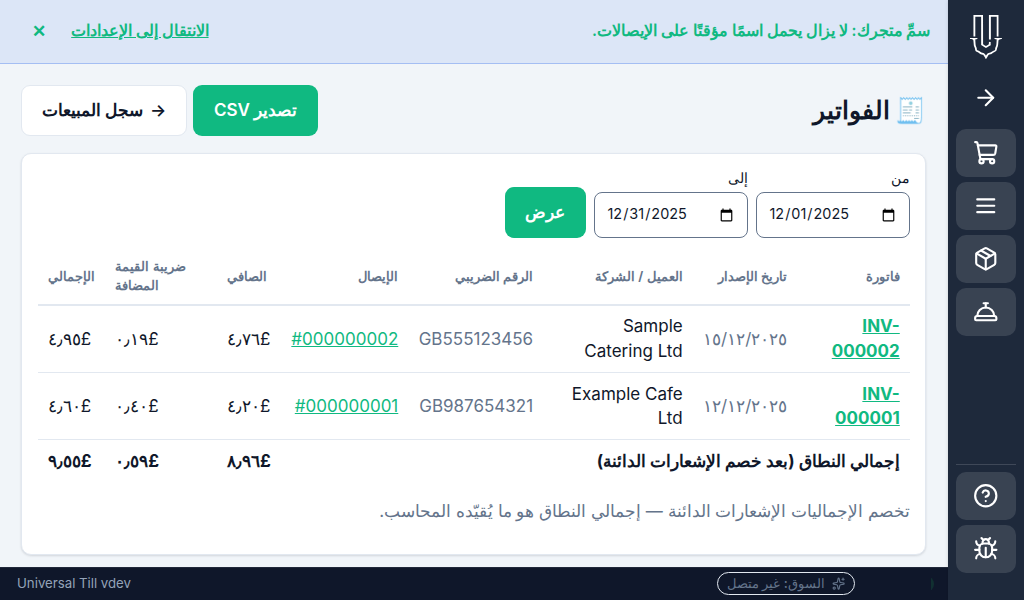 سمِّ متجرك: لا يزال يحمل اسمًا مؤقتًا على الإيصالات.
الانتقال إلى الإعدادات ✕
🧾 الفواتير
تصدير CSV
→ سجل المبيعات
من
إلى
12/01/2025
12/31/2025
عرض
فاتورة تاريخ الإصدار العميل / الشركة الرقم الضريبي الإيصال الصافي ضريبة القيمة المضافة الإجمالي
INV-000002 ١٥/١٢/٢٠٢٥ Sample Catering Ltd GB555123456 #000000002 £٤٫٧٦ £٠٫١٩ £٤٫٩٥
INV-000001 ١٢/١٢/٢٠٢٥ Example Cafe Ltd GB987654321 #000000001 £٤٫٢٠ £٠٫٤٠ £٤٫٦٠
إجمالي النطاق (بعد خصم الإشعارات الدائنة) £٨٫٩٦ £٠٫٥٩ £٩٫٥٥
تخصم الإجماليات الإشعارات الدائنة — إجمالي النطاق هو ما يُقيّده المحاسب.
السوق: غير متصل
Universal Till vdev